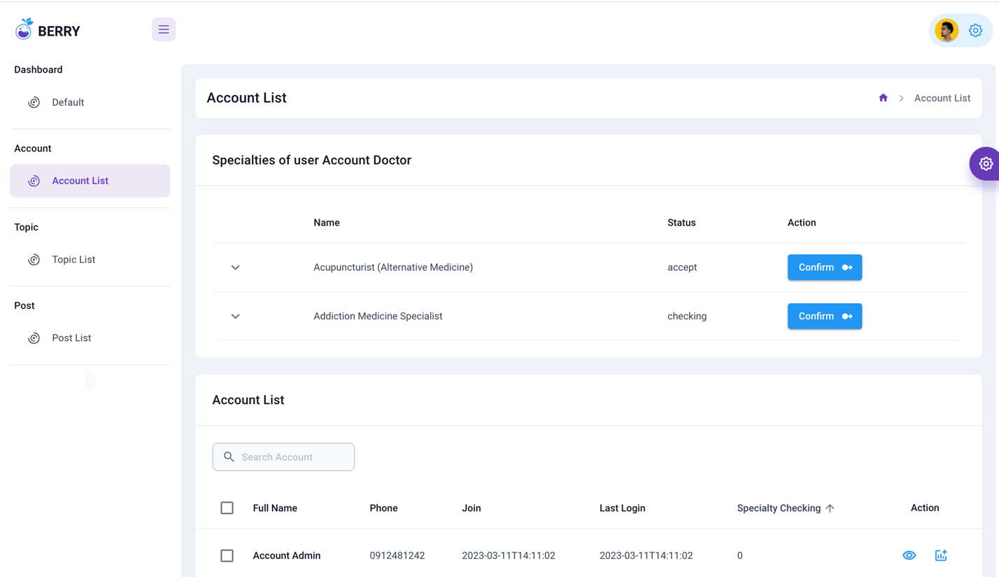 BERRY
Dashboard
Default
Account
Account List
Topic
Topic List
Post
Post List
Account List
Account List
Specialties of user Account Doctor
Name Status Action
Acupuncturist (Alternative Medicine) accept Confirm
Addiction Medicine Specialist checking Confirm
Account List
Search Account
Full Name Phone Join Last Login Specialty Checking Action
Account Admin 0912481242 2023-03-11T14:11:02 2023-03-11T14:11:02 0